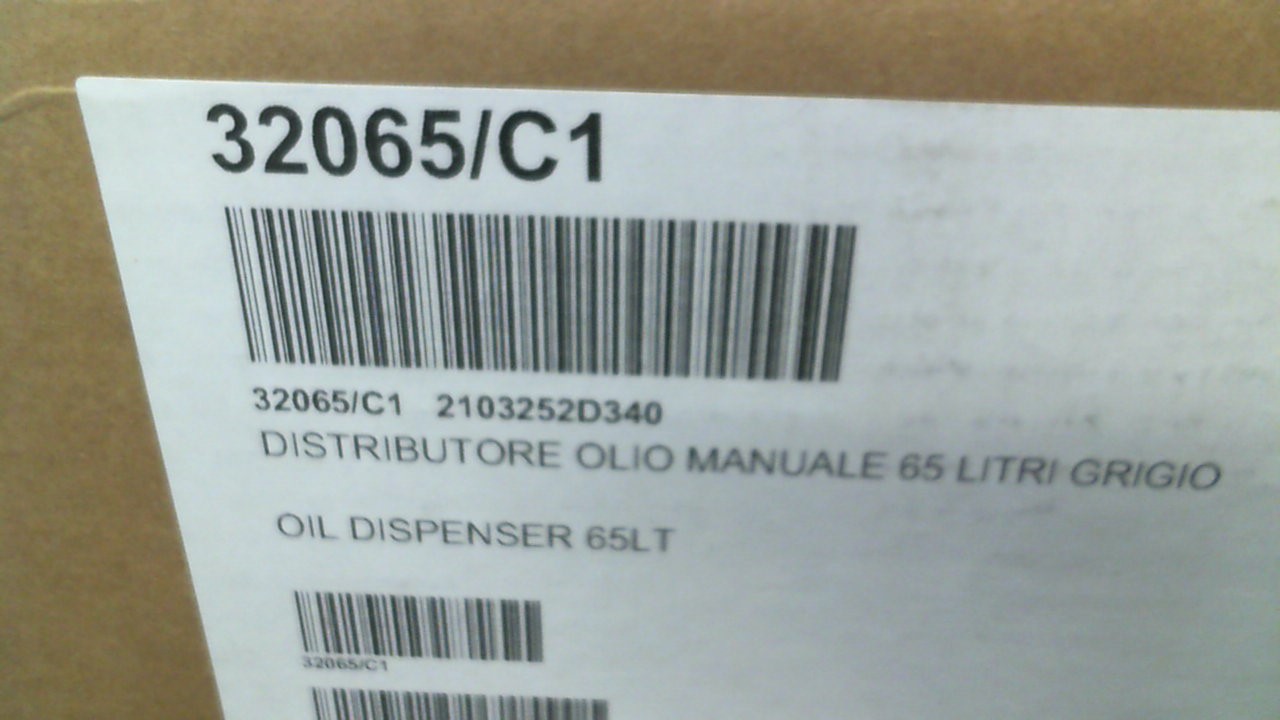 32065/C1
32065/C1 2103252D340
DISTRIBUTORE OLIO MANUALE 65 LITRI GRIGIO
OIL DISPENSER 65LT
32065/C1